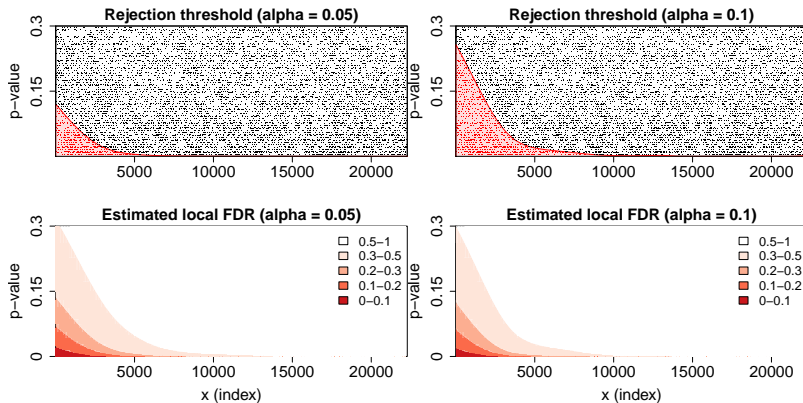 Rejection threshold (alpha = 0.05)
p−value
0.3
0.15
5000 10000 15000 20000
Rejection threshold (alpha = 0.1)
p−value
0.3
0.15
5000 10000 15000 20000
Estimated local FDR (alpha = 0.05)
p−value
0.3
0.15
0
0.5−1
0.3−0.5
0.2−0.3
0.1−0.2
0−0.1
5000 10000 15000 20000
x (index)
Estimated local FDR (alpha = 0.1)
p−value
0.3
0.15
0
0.5−1
0.3−0.5
0.2−0.3
0.1−0.2
0−0.1
5000 10000 15000 20000
x (index)